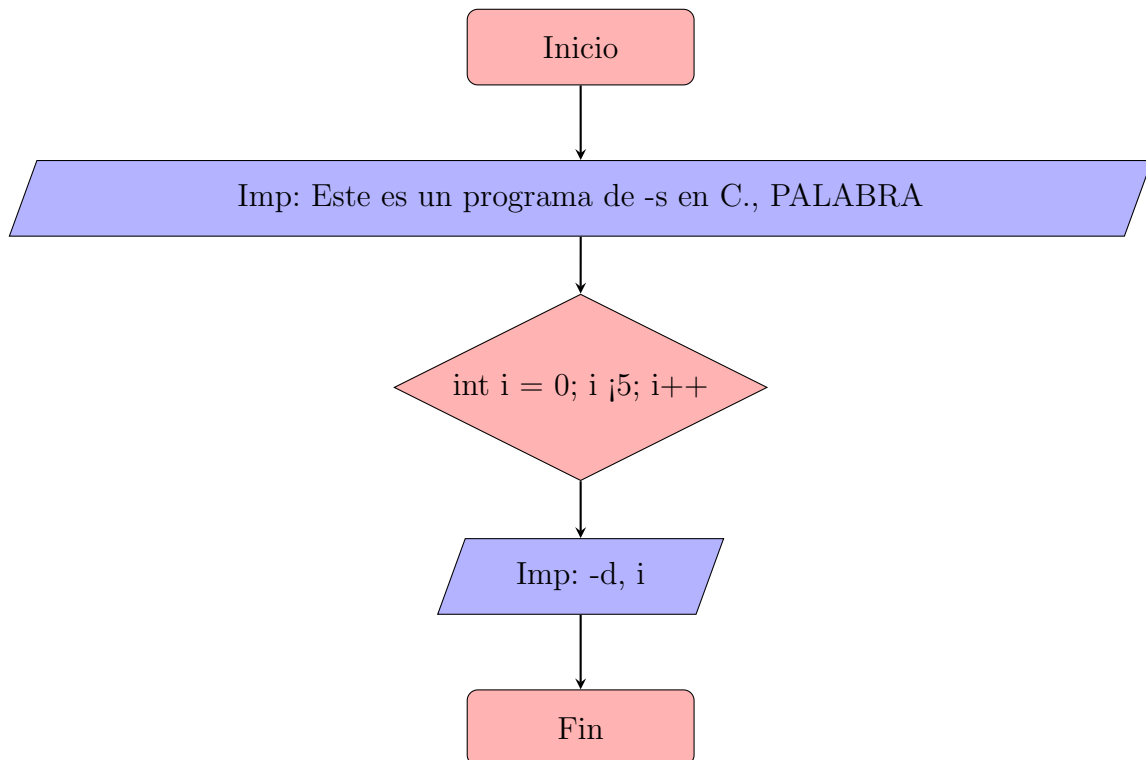 Inicio
Imp: Este es un programa de -s en C., PALABRA
int i = 0; i ¡5; i++
Imp: -d, i
Fin